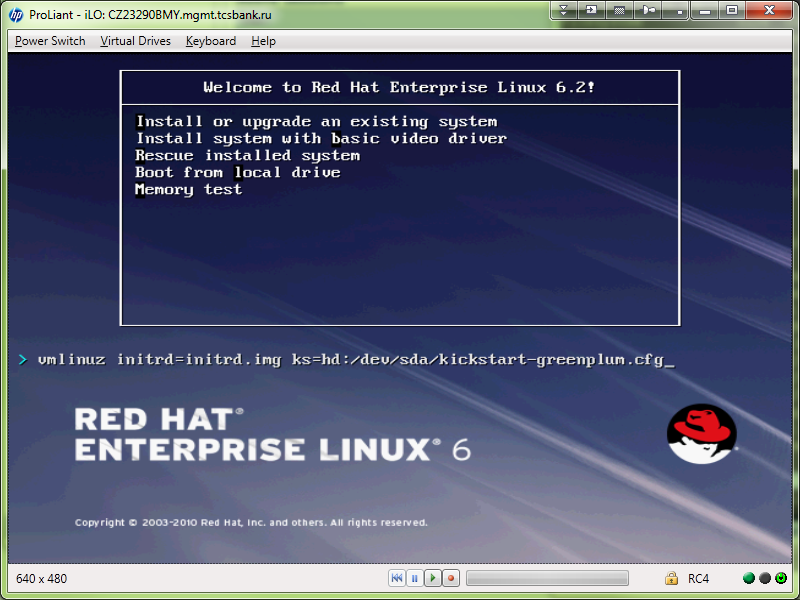 ProLiant - iLO: CZ23290BMY.mgmt.tcsbank.ru
Power Switch Virtual Drives Keyboard Help
Welcome to Red Hat Enterprise Linux 6.2!
Install or upgrade an existing system
Install system with basic video driver
Rescue installed system
Boot from local drive
Memory test
> vmlinuz initrd=initrd.img ks=hd:/dev/sda/kickstart-greenplum.cfg_
RED HAT®
ENTERPRISE LINUX® 6
Copyright © 2003-2010 Red Hat, Inc. and others. All rights reserved.
640 x 480
RC4